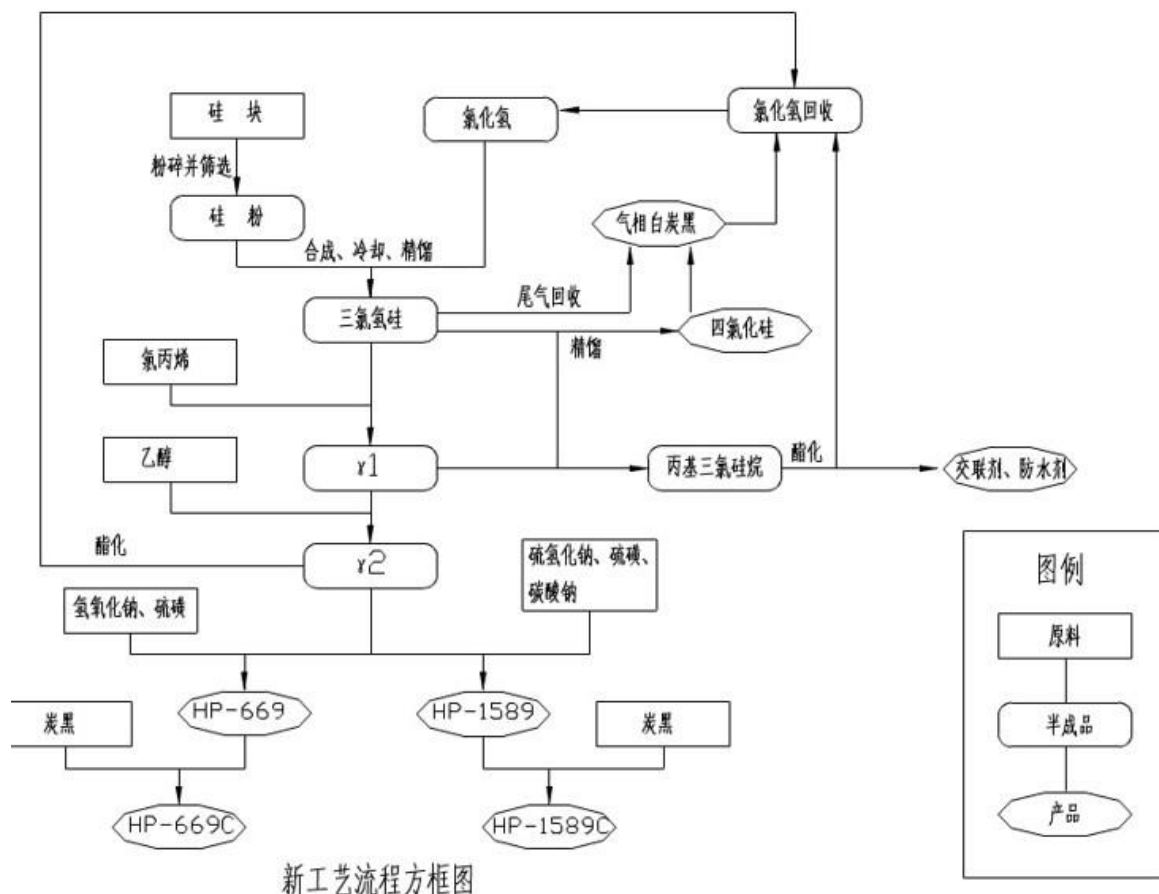 硅 块
氯化氢
氯化氢回收
粉碎并筛选
硅 粉
气相白炭黑
合成、冷却、精馏
尾气回收
三氯氢硅
四氯化硅
精馏
氯丙烯
乙醇
γ1
丙基三氯硅烷
酯化
交联剂、防水剂
酯化
γ2
硫氢化钠、硫磺、
碳酸钠
氢氧化钠、硫磺
HP-669
HP-1589
炭黑
炭黑
HP-669C
HP-1589C
图例
原料
半成品
产品
新工艺流程方框图